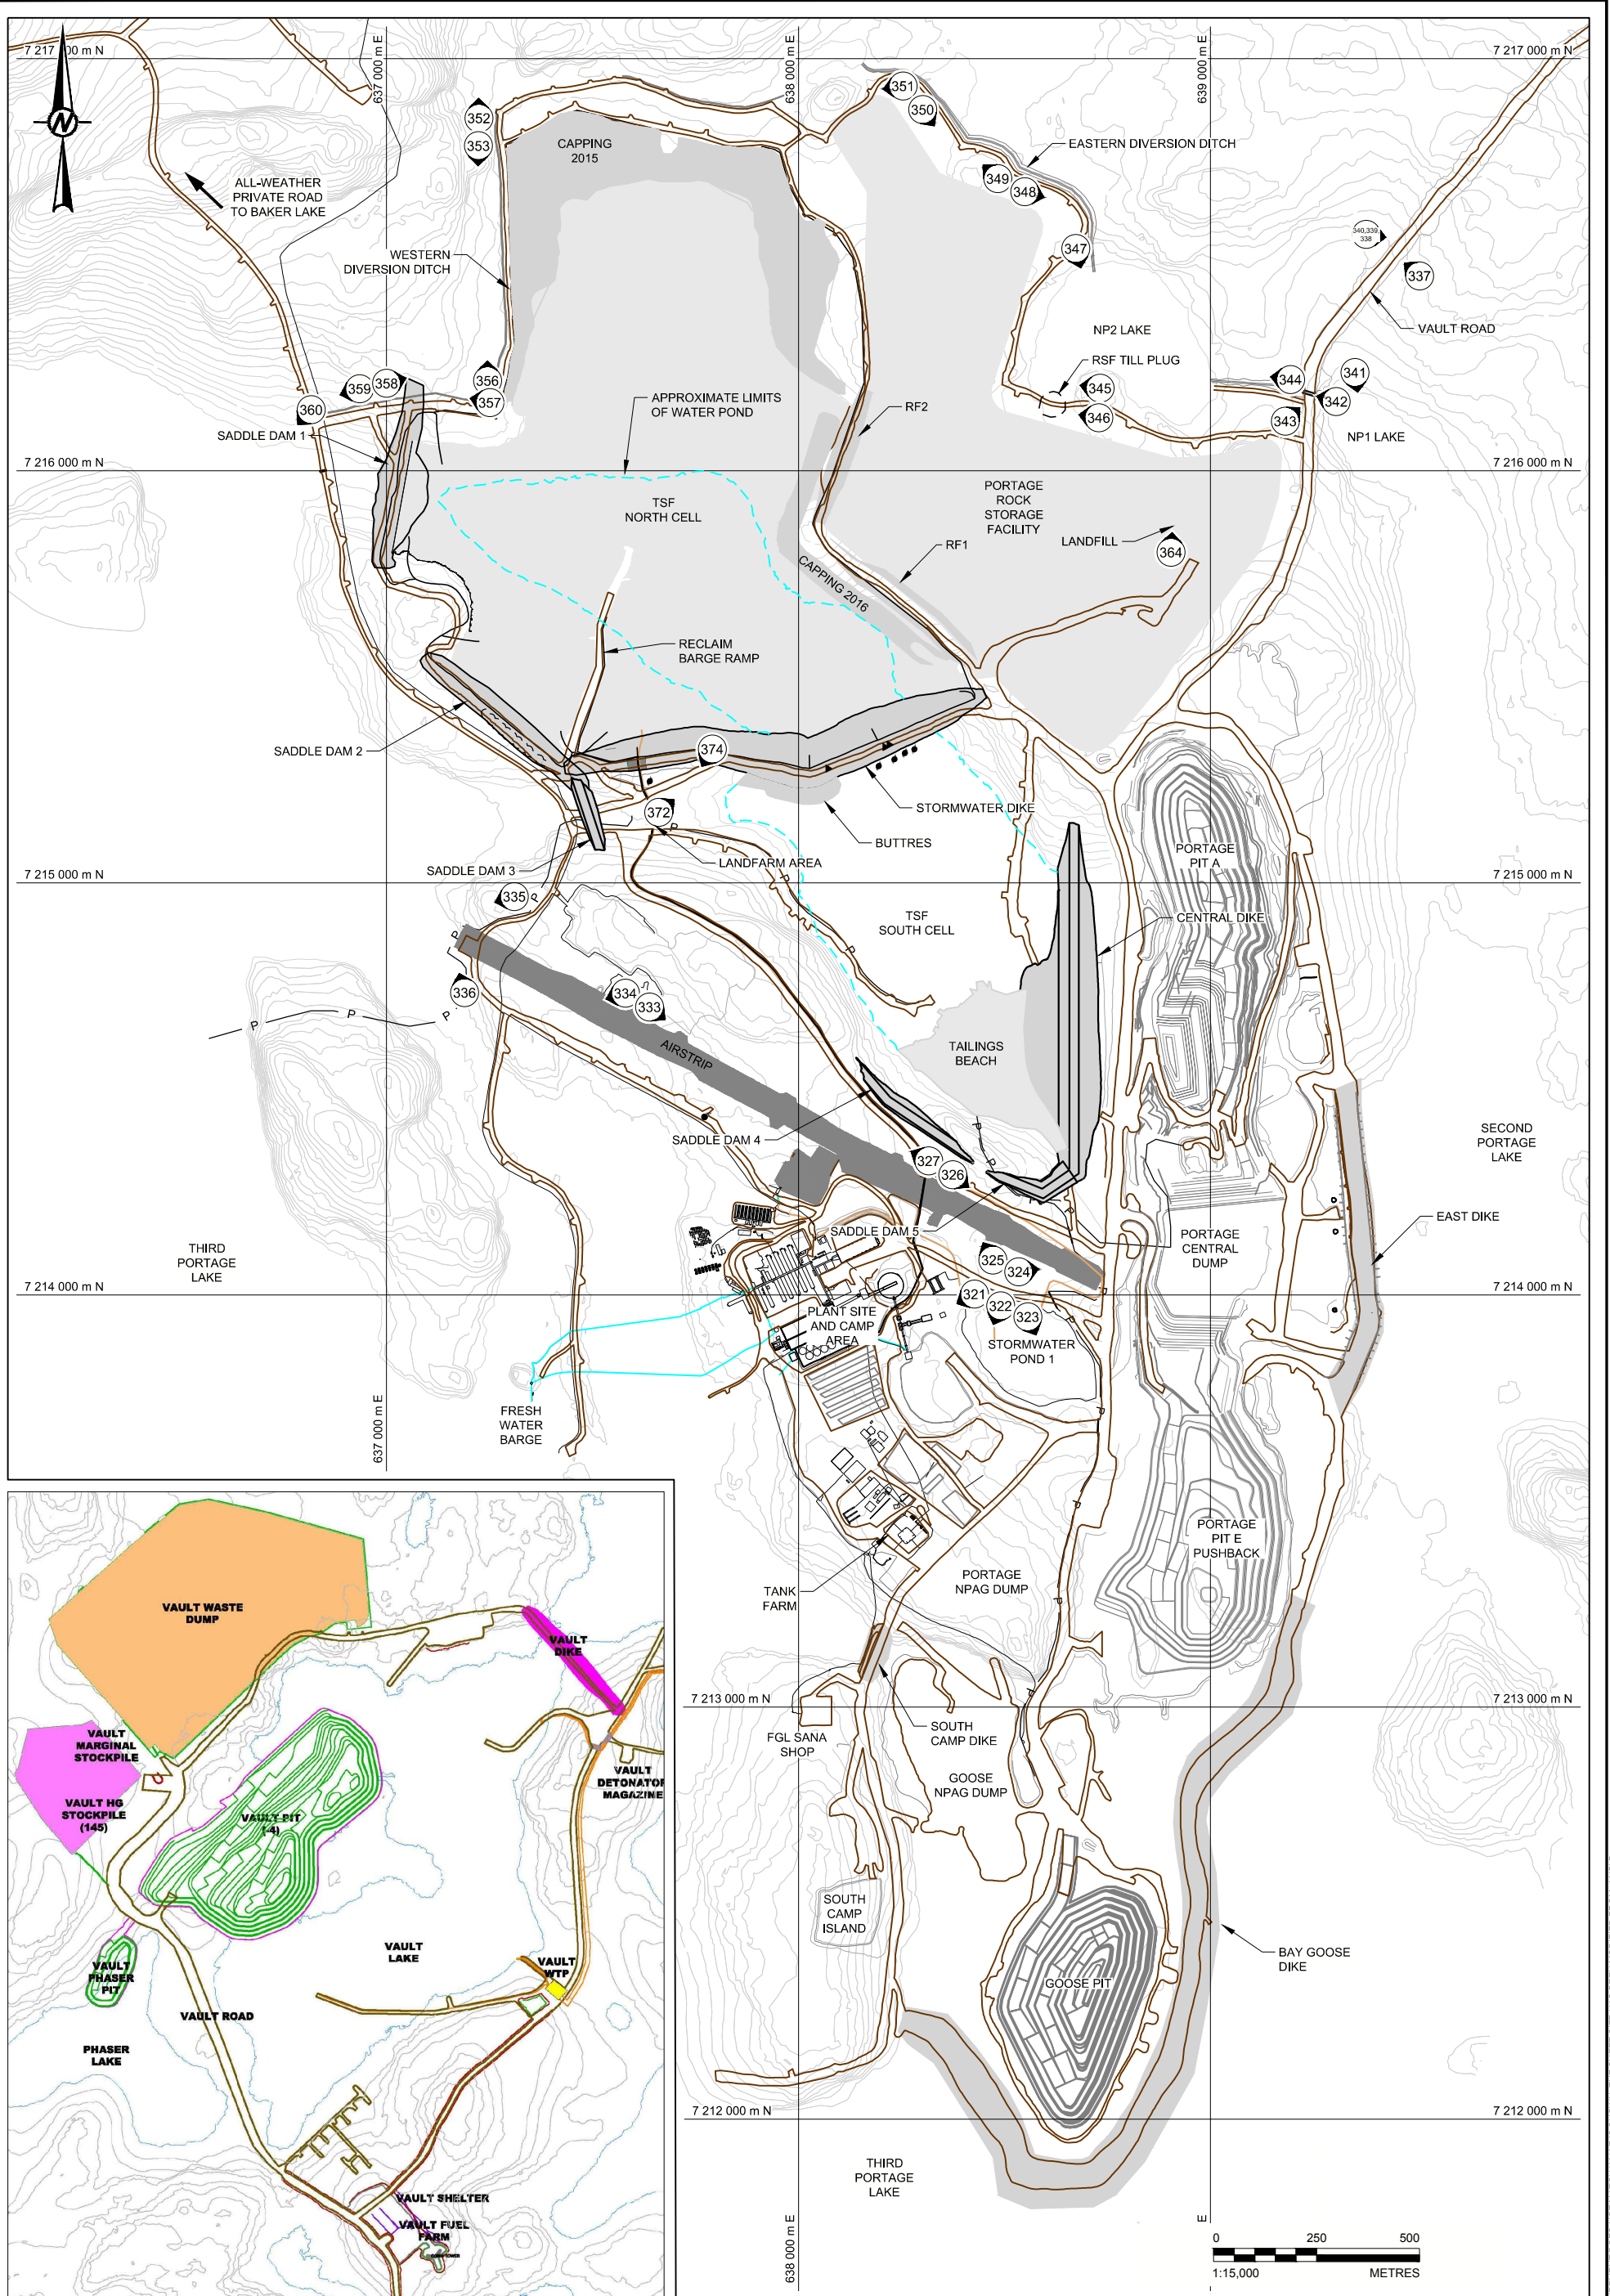 7 217 000 m N
637 000 m E
638 000 m E
639 000 m E
7 217 000 m N
N
351
350
352
353
CAPPING
2015
EASTERN DIVERSION DITCH
349
348
ALL-WEATHER
PRIVATE ROAD
TO BAKER LAKE
340,339,
338
347
337
WESTERN
DIVERSION DITCH
NP2 LAKE
VAULT ROAD
RSF TILL PLUG
359
358
356
357
360
345
346
344
341
342
343
APPROXIMATE LIMITS
OF WATER POND
RF2
SADDLE DAM 1
NP1 LAKE
7 216 000 m N
7 216 000 m N
TSF
NORTH CELL
PORTAGE
ROCK
STORAGE
FACILITY
LANDFILL
364
RF1
CAPPING 2016
RECLAIM
BARGE RAMP
SADDLE DAM 2
374
STORMWATER DIKE
372
P
BUTTRES
LANDFARM AREA
PORTAGE
PIT A
SADDLE DAM 3
P
7 215 000 m N
7 215 000 m N
335
P
TSF
SOUTH CELL
CENTRAL DIKE
P
P
336
334
333
P
P
P
AIRSTRIP
TAILINGS
BEACH
SADDLE DAM 4
P
P
SECOND
PORTAGE
LAKE
327
326
P
P
EAST DIKE
SADDLE DAM 5
THIRD
PORTAGE
LAKE
PORTAGE
CENTRAL
DUMP
325
324
7 214 000 m N
7 214 000 m N
321
322
323
PLANT SITE
AND CAMP
AREA
STORMWATER
POND 1
FRESH
WATER
BARGE
637 000 m E
P
P
PORTAGE
PIT E
PUSHBACK
P
PORTAGE
NPAG DUMP
TANK
FARM
P
7 213 000 m N
7 213 000 m N
FGL SANA
SHOP
SOUTH
CAMP DIKE
GOOSE
NPAG DUMP
SOUTH
CAMP
ISLAND
GOOSE PIT
BAY GOOSE
DIKE
7 212 000 m N
7 212 000 m N
THIRD
PORTAGE
LAKE
638 000 m E
E
0 250 500
1:15,000 METRES
VAULT WASTE
DUMP
VAULT
DIKE
VAULT
MARGINAL
STOCKPILE
VAULT
DETONATOR
MAGAZINE
VAULT HG
STOCKPILE
(145)
VAULT PIT
(-4)
VAULT
LAKE
VAULT
WTP
VAULT
PHASER
PIT
VAULT ROAD
PHASER
LAKE
VAULT SHELTER
VAULT FUEL
FARM